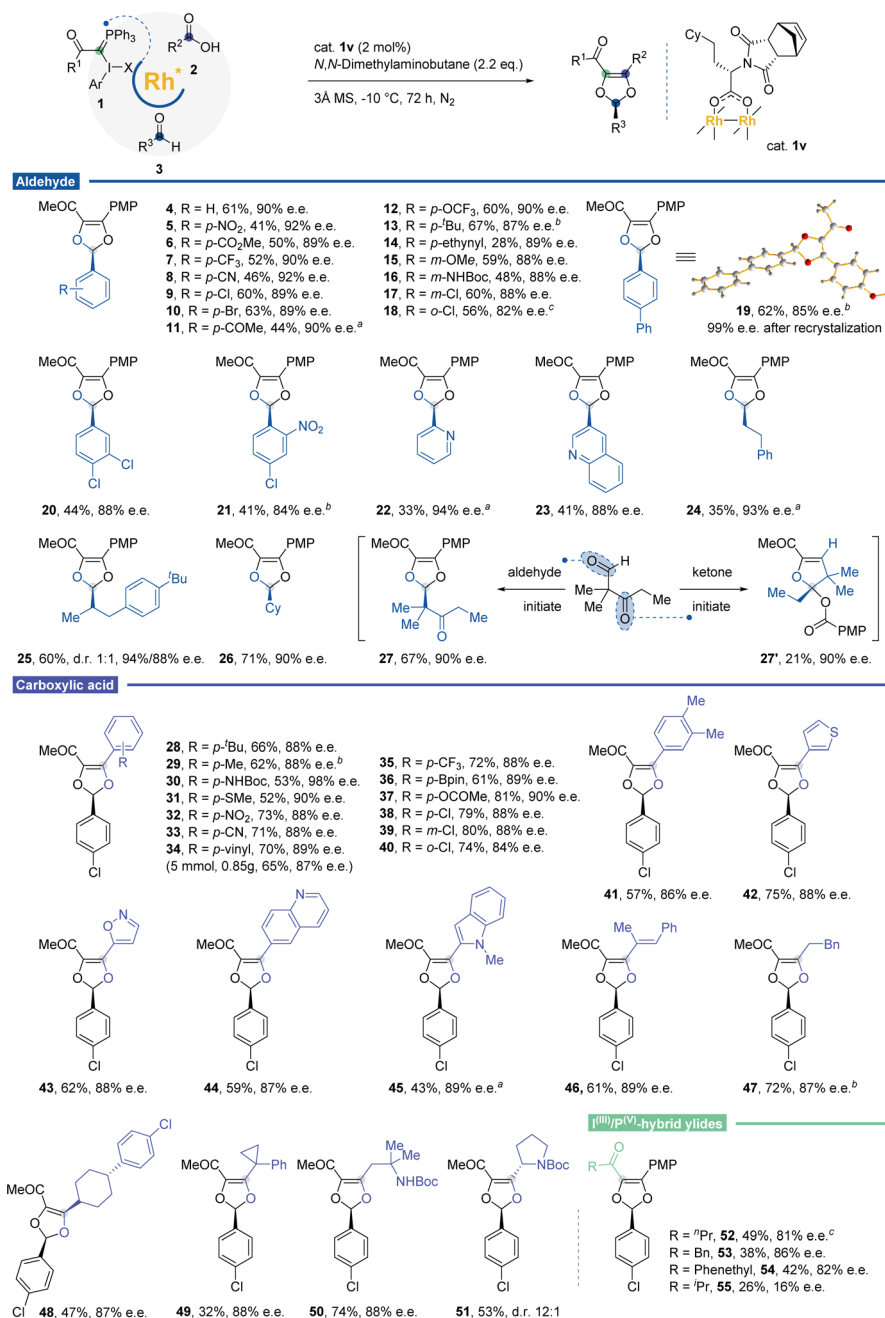 O
PPh3
R1
I
X
Ar
1
O
R2
OH
2
Rh*
O
R3
H
3
cat. 1v (2 mol%)
N,N-Dimethylaminobutane (2.2 eq.)
3Å MS, -10 °C, 72 h, N2
O
R1
R2
O
O
R3
Cy
O
N
H
H
O
O
O
Rh
Rh
cat. 1v
Aldehyde
MeOC
PMP
O
O
R
4, R = H, 61%, 90% e.e.
5, R = p-NO2, 41%, 92% e.e.
6, R = p-CO2Me, 50%, 89% e.e.
7, R = p-CF3, 52%, 90% e.e.
8, R = p-CN, 46%, 92% e.e.
9, R = p-Cl, 60%, 89% e.e.
10, R = p-Br, 63%, 89% e.e.
11, R = p-COMe, 44%, 90% e.e.a
12, R = p-OCF3, 60%, 90% e.e.
13, R = p-tBu, 67%, 87% e.e.b
14, R = p-ethynyl, 28%, 89% e.e.
15, R = m-OMe, 59%, 88% e.e.
16, R = m-NHBoc, 48%, 88% e.e.
17, R = m-Cl, 60%, 88% e.e.
18, R = o-Cl, 56%, 82% e.e.c
MeOC
PMP
O
O
Ph
19, 62%, 85% e.e.b
99% e.e. after recrystalization
MeOC
PMP
O
O
Cl
Cl
20, 44%, 88% e.e.
MeOC
PMP
O
O
NO2
Cl
21, 41%, 84% e.e.b
MeOC
PMP
O
O
N
22, 33%, 94% e.e.a
MeOC
PMP
O
O
N
23, 41%, 88% e.e.
MeOC
PMP
O
O
Ph
24, 35%, 93% e.e.a
MeOC
PMP
O
O
Me
tBu
25, 60%, d.r. 1:1, 94%/88% e.e.
MeOC
PMP
O
O
Cy
26, 71%, 90% e.e.
MeOC
PMP
O
O
Me
Me
Me
O
27, 67%, 90% e.e.
aldehyde
initiate
O
H
Me
Me
Me
O
ketone
initiate
MeOC
H
O
Me
Me
Et
O
O
PMP
27', 21%, 90% e.e.
Carboxylic acid
MeOC
R
O
O
Cl
28, R = p-tBu, 66%, 88% e.e.
29, R = p-Me, 62%, 88% e.e.b
30, R = p-NHBoc, 53%, 98% e.e.
31, R = p-SMe, 52%, 90% e.e.
32, R = p-NO2, 73%, 88% e.e.
33, R = p-CN, 71%, 88% e.e.
34, R = p-vinyl, 70%, 89% e.e.
(5 mmol, 0.85g, 65%, 87% e.e.)
35, R = p-CF3, 72%, 88% e.e.
36, R = p-Bpin, 61%, 89% e.e.
37, R = p-OCOMe, 81%, 90% e.e.
38, R = p-Cl, 79%, 88% e.e.
39, R = m-Cl, 80%, 88% e.e.
40, R = o-Cl, 74%, 84% e.e.
Me
Me
MeOC
O
O
Cl
41, 57%, 86% e.e.
S
MeOC
O
O
Cl
42, 75%, 88% e.e.
N
O
MeOC
O
O
Cl
43, 62%, 88% e.e.
N
MeOC
O
O
Cl
44, 59%, 87% e.e.
MeOC
N
Me
O
O
Cl
45, 43%, 89% e.e.a
Me
Ph
MeOC
O
O
Cl
46, 61%, 89% e.e.
Bn
MeOC
O
O
Cl
47, 72%, 87% e.e.b
Cl
MeOC
O
O
Cl
48, 47%, 87% e.e.
Ph
MeOC
O
O
Cl
49, 32%, 88% e.e.
Me
Me
NHBoc
MeOC
O
O
Cl
50, 74%, 88% e.e.
NBoc
MeOC
O
O
Cl
51, 53%, d.r. 12:1
I(III)/P(V)-hybrid ylides
O
R
PMP
O
O
Cl
R = nPr, 52, 49%, 81% e.e.c
R = Bn, 53, 38%, 86% e.e.
R = Phenethyl, 54, 42%, 82% e.e.
R = iPr, 55, 26%, 16% e.e.